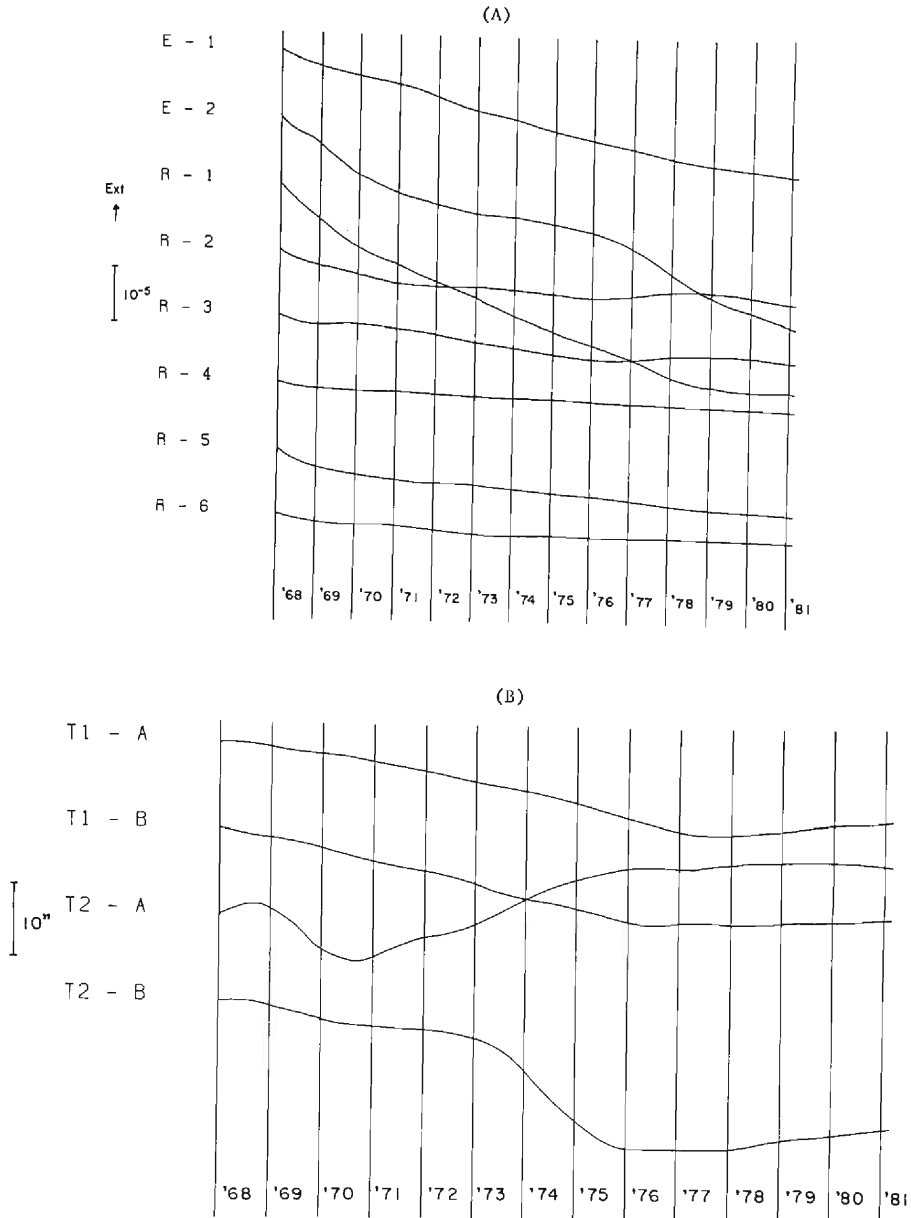 (A)
E - 1
E - 2
R - 1
Ext
↑
R - 2
10⁻⁵
R - 3
R - 4
R - 5
R - 6
'68 '69 '70 '71 '72 '73 '74 '75 '76 '77 '78 '79 '80 '81
(B)
T1 - A
T1 - B
10"
T2 - A
T2 - B
'68 '69 '70 '71 '72 '73 '74 '75 '76 '77 '78 '79 '80 '81